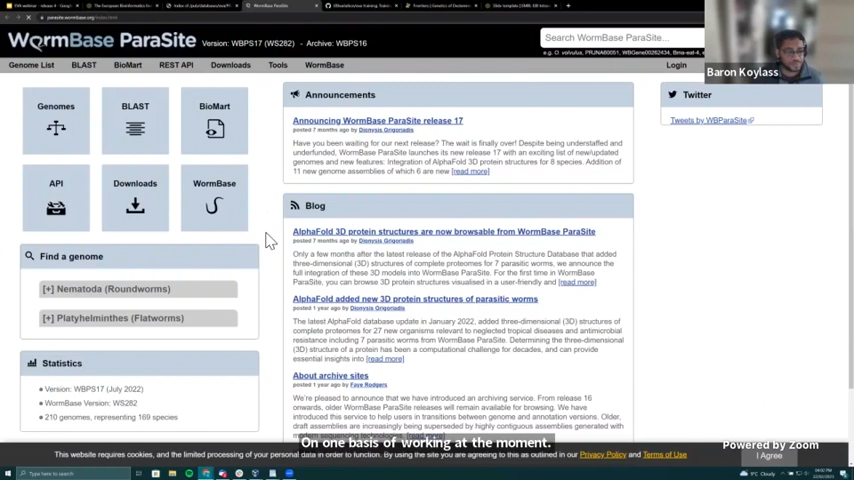 WormBase Parasite
parasite.wormbase.org/index.html
WormBase ParaSite
Version: WBPS17 (WS282) - Archive: WBPS16
Search WormBase ParaSite...
Baron Koylass
Genome List BLAST BioMart REST API Downloads Tools WormBase
Login
Genomes
BLAST
BioMart
API
Downloads
WormBase
Find a genome
[+] Nematoda (Roundworms)
[+] Platyhelminthes (Flatworms)
Statistics
Version: WBPS17 (July 2022)
WormBase Version: WS282
210 genomes, representing 169 species
Announcements
Announcing WormBase ParaSite release 17
posted 7 months ago by Dionysis Grigoriadis
Have you been waiting for our next release? The wait is finally over! Despite being understaffed and
underfunded, WormBase ParaSite launches its new release 17 with an exciting list of new/updated
genomes and new features: Integration of AlphaFold 3D protein structures for 8 species. Addition of
11 new genome assemblies of which 6 are new [read more]
Blog
AlphaFold 3D protein structures are now browsable from WormBase ParaSite
posted 7 months ago by Dionysis Grigoriadis
Only a few months after the latest release of the AlphaFold Protein Structure Database that added
three-dimensional (3D) structures of complete proteomes for 7 parasitic worms, we announce the
full integration of these 3D models into WormBase ParaSite. For the first time in WormBase
ParaSite, you can browse 3D protein structures visualised in a user-friendly and [read more]
AlphaFold added new 3D protein structures of parasitic worms
posted 1 year ago by Dionysis Grigoriadis
The latest AlphaFold database update in January 2022, added three-dimensional (3D) structures of
complete proteomes for 27 new organisms relevant to neglected tropical diseases and antimicrobial
resistance including 7 parasitic worms from WormBase ParaSite. Determining the three-dimensional
(3D) structure of a protein has been a computational challenge for decades, and can provide
essential insights into [read more]
About archive sites
posted 1 year ago by Faye Rodgers
We're pleased to announce that we have introduced an archiving service. From release 16
onwards, older WormBase ParaSite releases will remain available for browsing. We have
introduced this service to help users in transitions between genome and annotation versions. Older,
draft assemblies are increasingly being superseded by highly contiguous assemblies generated with
modern sequencing technologies. [read more]
Twitter
Tweets by WBParaSite
On one basis of working at the moment.
Powered by Zoom
This website requires cookies, and the limited processing of your personal data in order to function. By using the site you are agreeing to this as outlined in our Privacy Policy and Terms of Use
I Agree
Type here to search
9°C Cloudy